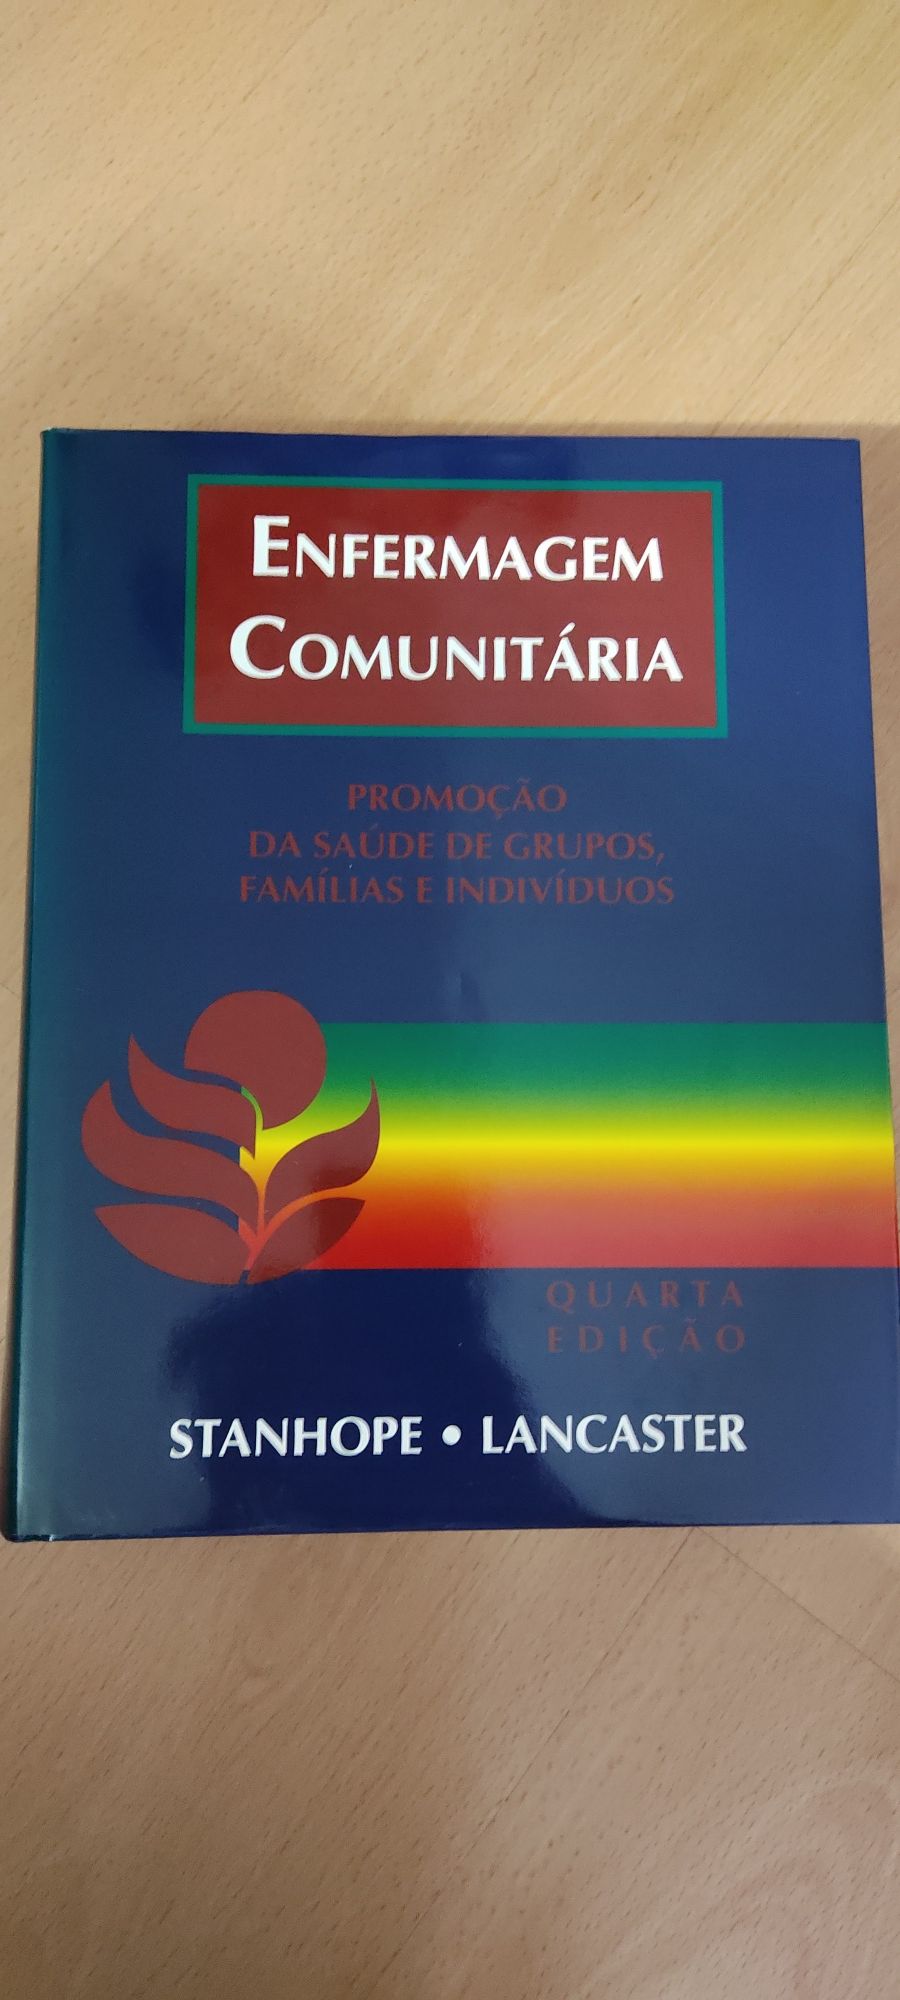 ENFERMAGEM
COMUNITÁRIA
PROMOÇÃO
DA SAÚDE DE GRUPOS,
FAMÍLIAS E INDIVÍDUOS
QUARTA
EDIÇÃO
STANHOPE • LANCASTER